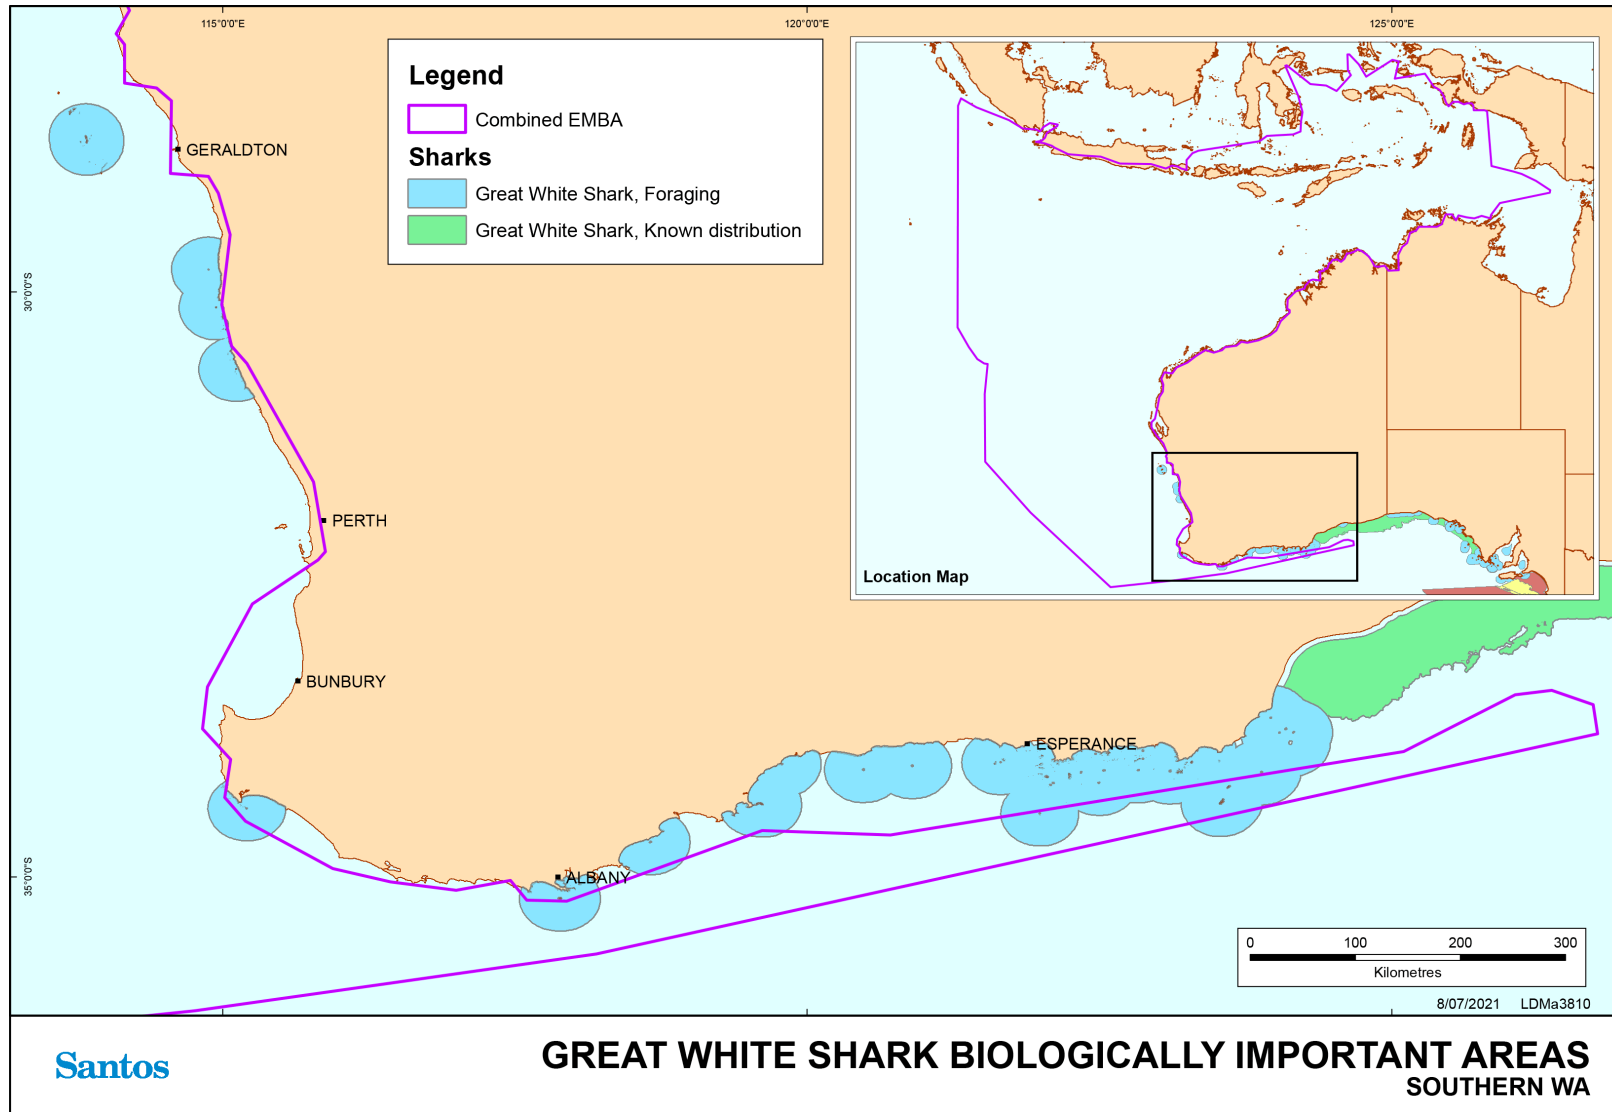 115°0'0"E
120°0'0"E
125°0'0"E
30°0'0"S
35°0'0"S
Legend
Combined EMBA
Sharks
Great White Shark, Foraging
Great White Shark, Known distribution
GERALDTON
PERTH
BUNBURY
ALBANY
ESPERANCE
Location Map
0 100 200 300
Kilometres
8/07/2021 LDMa3810
Santos
GREAT WHITE SHARK BIOLOGICALLY IMPORTANT AREAS
SOUTHERN WA